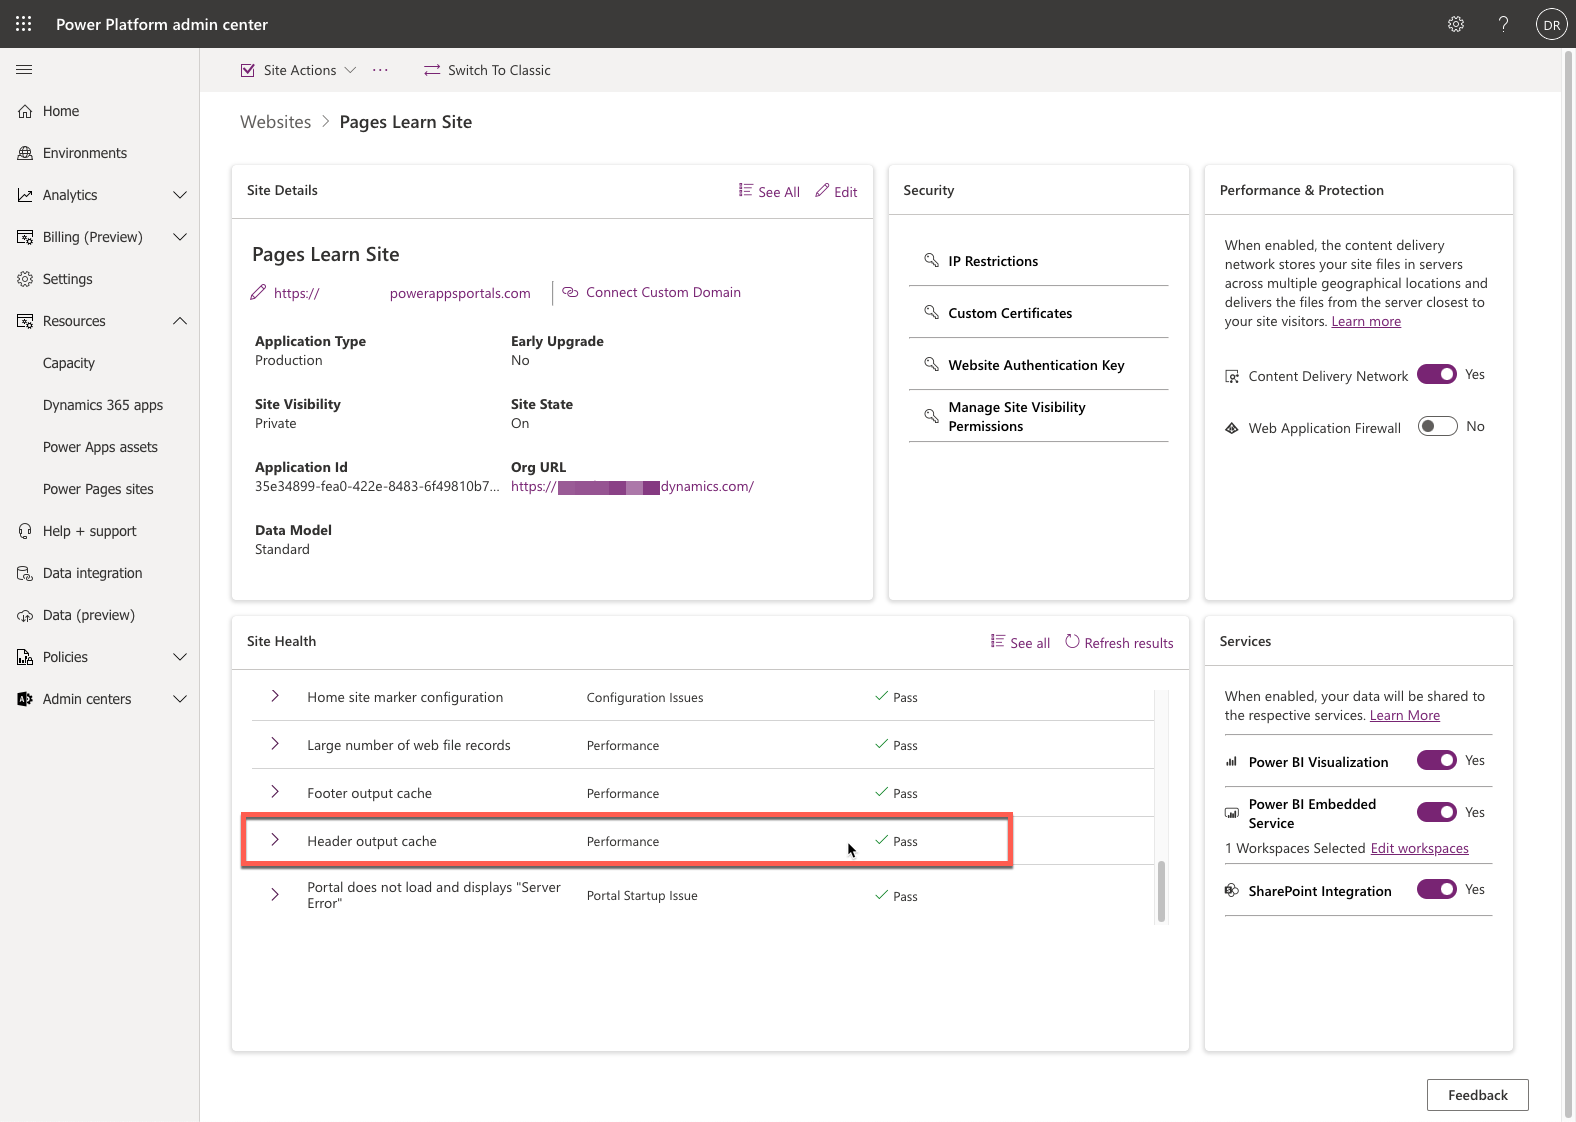 Power Platform admin center
DR
Site Actions
Switch To Classic
Home
Environments
Analytics
Billing (Preview)
Settings
Resources
Capacity
Dynamics 365 apps
Power Apps assets
Power Pages sites
Help + support
Data integration
Data (preview)
Policies
Admin centers
Websites > Pages Learn Site
Site Details
See All
Edit
Pages Learn Site
https:// powerappsportals.com
Connect Custom Domain
Application Type
Production
Early Upgrade
No
Site Visibility
Private
Site State
On
Application Id
35e34899-fea0-422e-8483-6f49810b7...
Org URL
https:// dynamics.com/
Data Model
Standard
Security
IP Restrictions
Custom Certificates
Website Authentication Key
Manage Site Visibility
Permissions
Performance & Protection
When enabled, the content delivery
network stores your site files in servers
across multiple geographical locations and
delivers the files from the server closest to
your site visitors. Learn more
Content Delivery Network Yes
Web Application Firewall No
Site Health
See all
Refresh results
Home site marker configuration Configuration Issues Pass
Large number of web file records Performance Pass
Footer output cache Performance Pass
Header output cache Performance Pass
Portal does not load and displays "Server
Error"
Portal Startup Issue Pass
Services
When enabled, your data will be shared to
the respective services. Learn More
Power BI Visualization Yes
Power BI Embedded
Service
Yes
1 Workspaces Selected Edit workspaces
SharePoint Integration Yes
Feedback